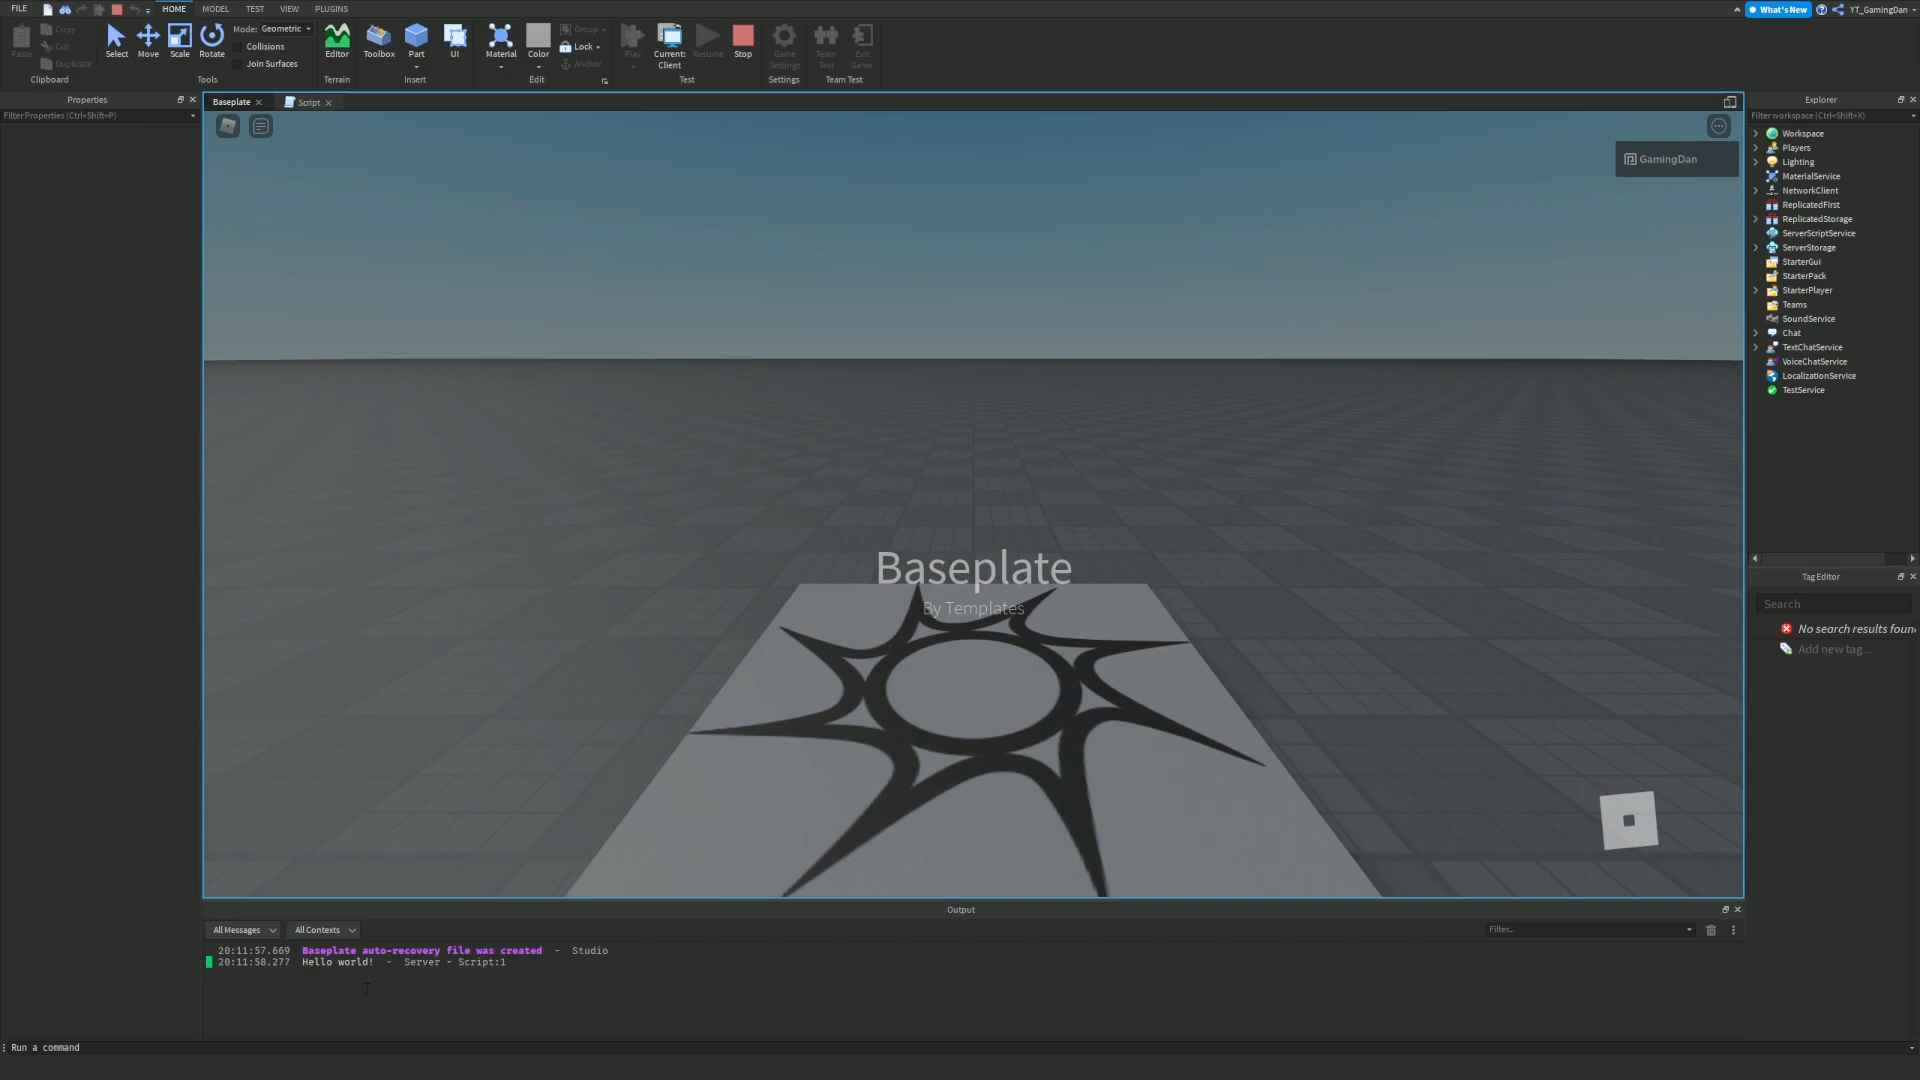 FILE HOME MODEL TEST VIEW PLUGINS What's New YT_GamingDan
Paste Copy Cut Duplicate Clipboard
Select Move Scale Rotate Mode: Geometric Collisions Join Surfaces Tools
Editor Terrain
Toolbox Part UI Insert
Material Color Group Lock Anchor Edit
Play Current: Client Resume Stop Test
Game Settings Settings
Team Test Exit Game Team Test
Properties
Filter Properties (Ctrl+Shift+P)
Baseplate Script
GamingDan
Baseplate
By Templates
Explorer
Filter workspace (Ctrl+Shift+X)
Workspace
Players
Lighting
MaterialService
NetworkClient
ReplicatedFirst
ReplicatedStorage
ServerScriptService
ServerStorage
StarterGui
StarterPack
StarterPlayer
Teams
SoundService
Chat
TextChatService
VoiceChatService
LocalizationService
TestService
Tag Editor
Search
No search results foun
Add new tag...
Output
All Messages All Contexts Filter...
20:11:57.669 Baseplate auto-recovery file was created - Studio
20:11:58.277 Hello world! - Server - Script:1
Run a command